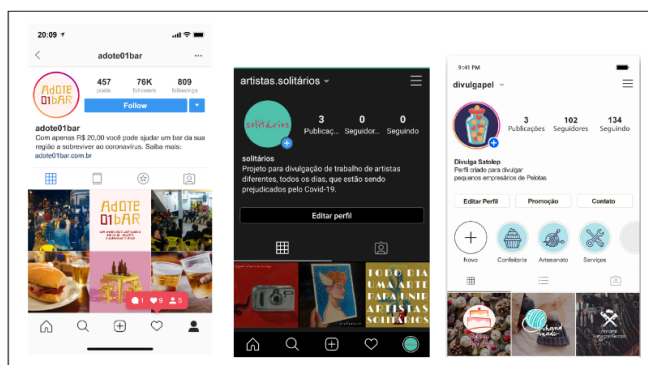 20:09
adote01bar
ADOTE
01BAR
457
76K
809
posts
followers
followings
Follow
adote01bar
Com apenas R$ 20,00 você pode ajudar um bar da sua
região a sobreviver ao coronavírus. Saiba mais:
adote01bar.com.br
ADOTE
01BAR
1
9
5
artistas.solitários
solitários
3
0
0
Publicaç...
Seguidor...
Seguindo
solitários
Projeto para divulgação de trabalho de artistas
diferentes, todos os dias, que estão sendo
prejudicados pelo Covid-19.
Editar perfil
TODO DIA
UMA ARTE
PARA UNIR
ARTISTAS
SOLITÁRIOS
9:41 PM
divulgapel
3
102
134
Publicações
Seguidores
Seguindo
Divulga Satolep
Perfil criado para divulgar
pequenos empresários de Pelotas
Editar Perfil
Promoção
Contato
Novo
Confeitaria
Artesanato
Serviços